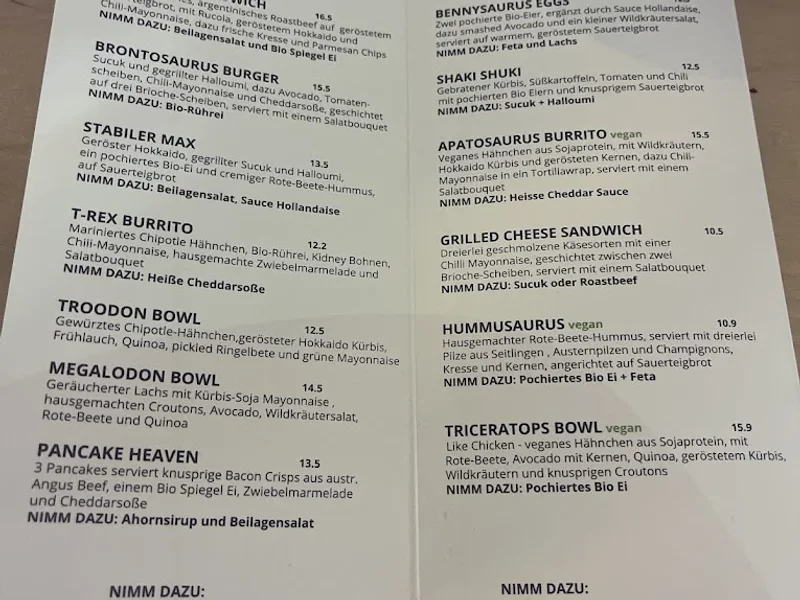 WICH 16.5
argentinisches Roastbeef auf geröstetem
mit Rucola, geröstetem Hokkaido und
Chili-Mayonnaise, dazu frische Kresse und Parmesan Chips
NIMM DAZU: Beilagensalat und Bio Spiegel Ei
BRONTOSAURUS BURGER 15.5
Sucuk und gegrillter Halloumi, dazu Avocado, Tomaten-
scheiben, Chili-Mayonnaise und Cheddarsoße, geschichtet
auf drei Brioche-Scheiben, serviert mit einem Salatbouquet
NIMM DAZU: Bio-Rührei
STABILER MAX 13.5
Geröster Hokkaido, gegrillter Sucuk und Halloumi,
ein pochiertes Bio-Ei und cremiger Rote-Beete-Hummus,
auf Sauerteigbrot
NIMM DAZU: Beilagensalat, Sauce Hollandaise
T-REX BURRITO 12.2
Mariniertes Chipotle Hähnchen, Bio-Rührei, Kidney Bohnen,
Chili-Mayonnaise, hausgemachte Zwiebelmarmelade und
Salatbouquet
NIMM DAZU: Heiße Cheddarsoße
TROODON BOWL 12.5
Gewürztes Chipotle-Hähnchen,gerösteter Hokkaido Kürbis,
Frühlauch, Quinoa, pickled Ringelbete und grüne Mayonnaise
MEGALODON BOWL 14.5
Geräucherter Lachs mit Kürbis-Soja Mayonnaise ,
hausgemachten Croutons, Avocado, Wildkräutersalat,
Rote-Beete und Quinoa
PANCAKE HEAVEN 13.5
3 Pancakes serviert knusprige Bacon Crisps aus austr.
Angus Beef, einem Bio Spiegel Ei, Zwiebelmarmelade
und Cheddarsoße
NIMM DAZU: Ahornsirup und Beilagensalat
NIMM DAZU:
BENNYSAURUS EGGS
Zwei pochierte Bio-Eier, ergänzt durch Sauce Hollandaise,
dazu smashed Avocado und ein kleiner Wildkräutersalat,
serviert auf warmem, geröstetem Sauerteigbrot
NIMM DAZU: Feta und Lachs
SHAKI SHUKI 12.5
Gebratener Kürbis, Süßkartoffeln, Tomaten und Chili
mit pochierten Bio Eiern und knusprigem Sauerteigbrot
NIMM DAZU: Sucuk + Halloumi
APATOSAURUS BURRITO vegan 15.5
Veganes Hähnchen aus Sojaprotein, mit Wildkräutern,
Hokkaido Kürbis und gerösteten Kernen, dazu Chili-
Mayonnaise in ein Tortillawrap, serviert mit einem
Salatbouquet
NIMM DAZU: Heisse Cheddar Sauce
GRILLED CHEESE SANDWICH 10.5
Dreierlei geschmolzene Käsesorten mit einer
Chilli Mayonnaise, geschichtet zwischen zwei
Brioche-Scheiben, serviert mit einem Salatbouquet
NIMM DAZU: Sucuk oder Roastbeef
HUMMUSAURUS vegan 10.9
Hausgemachter Rote-Beete-Hummus, serviert mit dreierlei
Pilze aus Seitlingen , Austernpilzen und Champignons,
Kresse und Kernen, angerichtet auf Sauerteigbrot
NIMM DAZU: Pochiertes Bio Ei + Feta
TRICERATOPS BOWL vegan 15.9
Like Chicken - veganes Hähnchen aus Sojaprotein, mit
Rote-Beete, Avocado mit Kernen, Quinoa, geröstetem Kürbis,
Wildkräutern und knusprigen Croutons
NIMM DAZU: Pochiertes Bio Ei
NIMM DAZU: